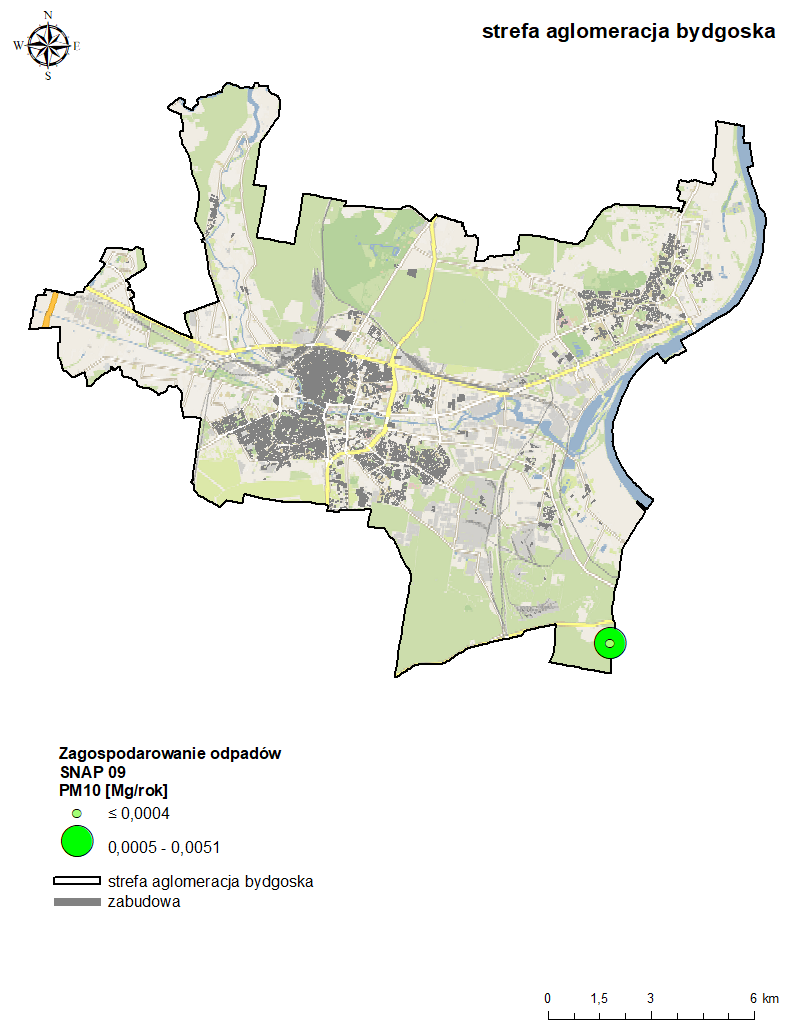 N
strefa aglomeracja bydgoska
W E
S
Zagospodarowanie odpadów
SNAP 09
PM10 [Mg/rok]
≤ 0,0004
0,0005 - 0,0051
strefa aglomeracja bydgoska
zabudowa
0 1,5 3 6 km